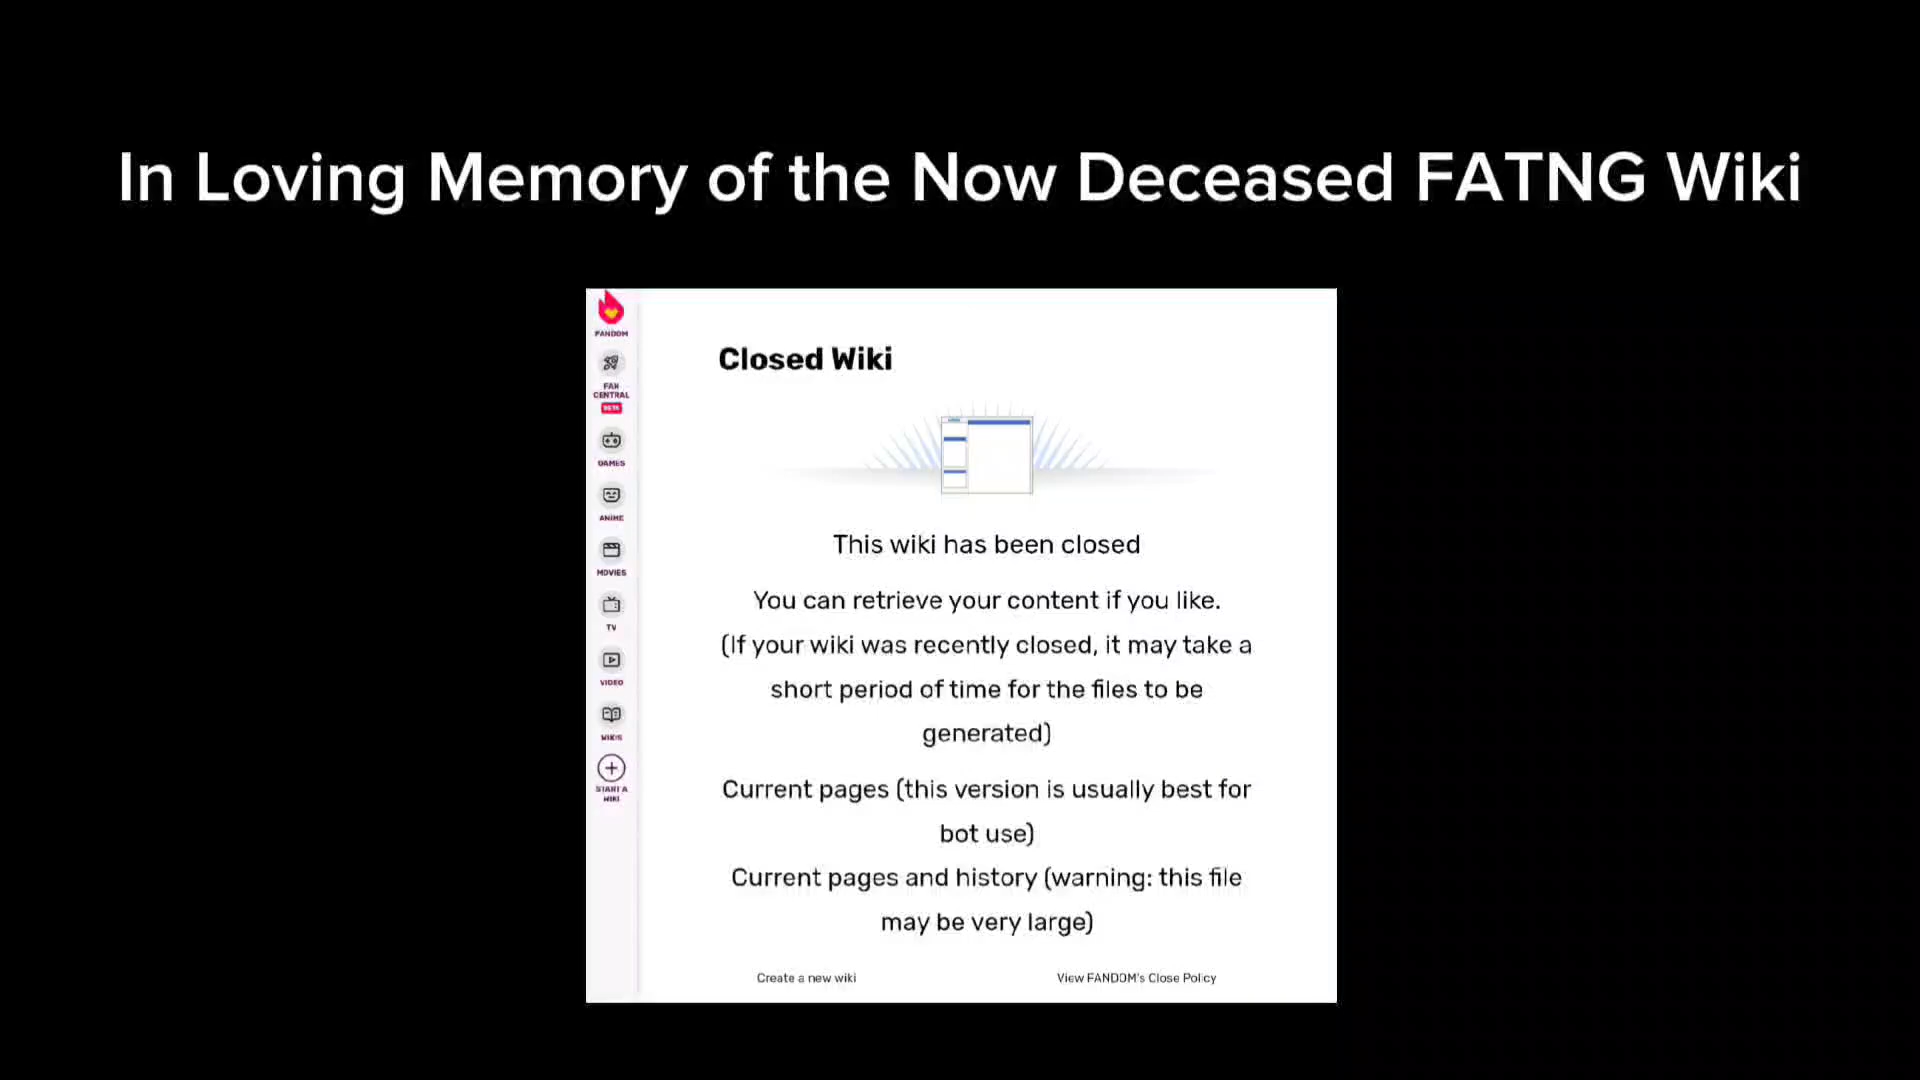 In Loving Memory of the Now Deceased FATNG Wiki
FANDOM
FAN
CENTRAL
BETA
GAMES
ANIME
MOVIES
TV
VIDEO
WIKIS
START A
WIKI
Closed Wiki
This wiki has been closed
You can retrieve your content if you like.
(If your wiki was recently closed, it may take a
short period of time for the files to be
generated)
Current pages (this version is usually best for
bot use)
Current pages and history (warning: this file
may be very large)
Create a new wiki
View FANDOM's Close Policy